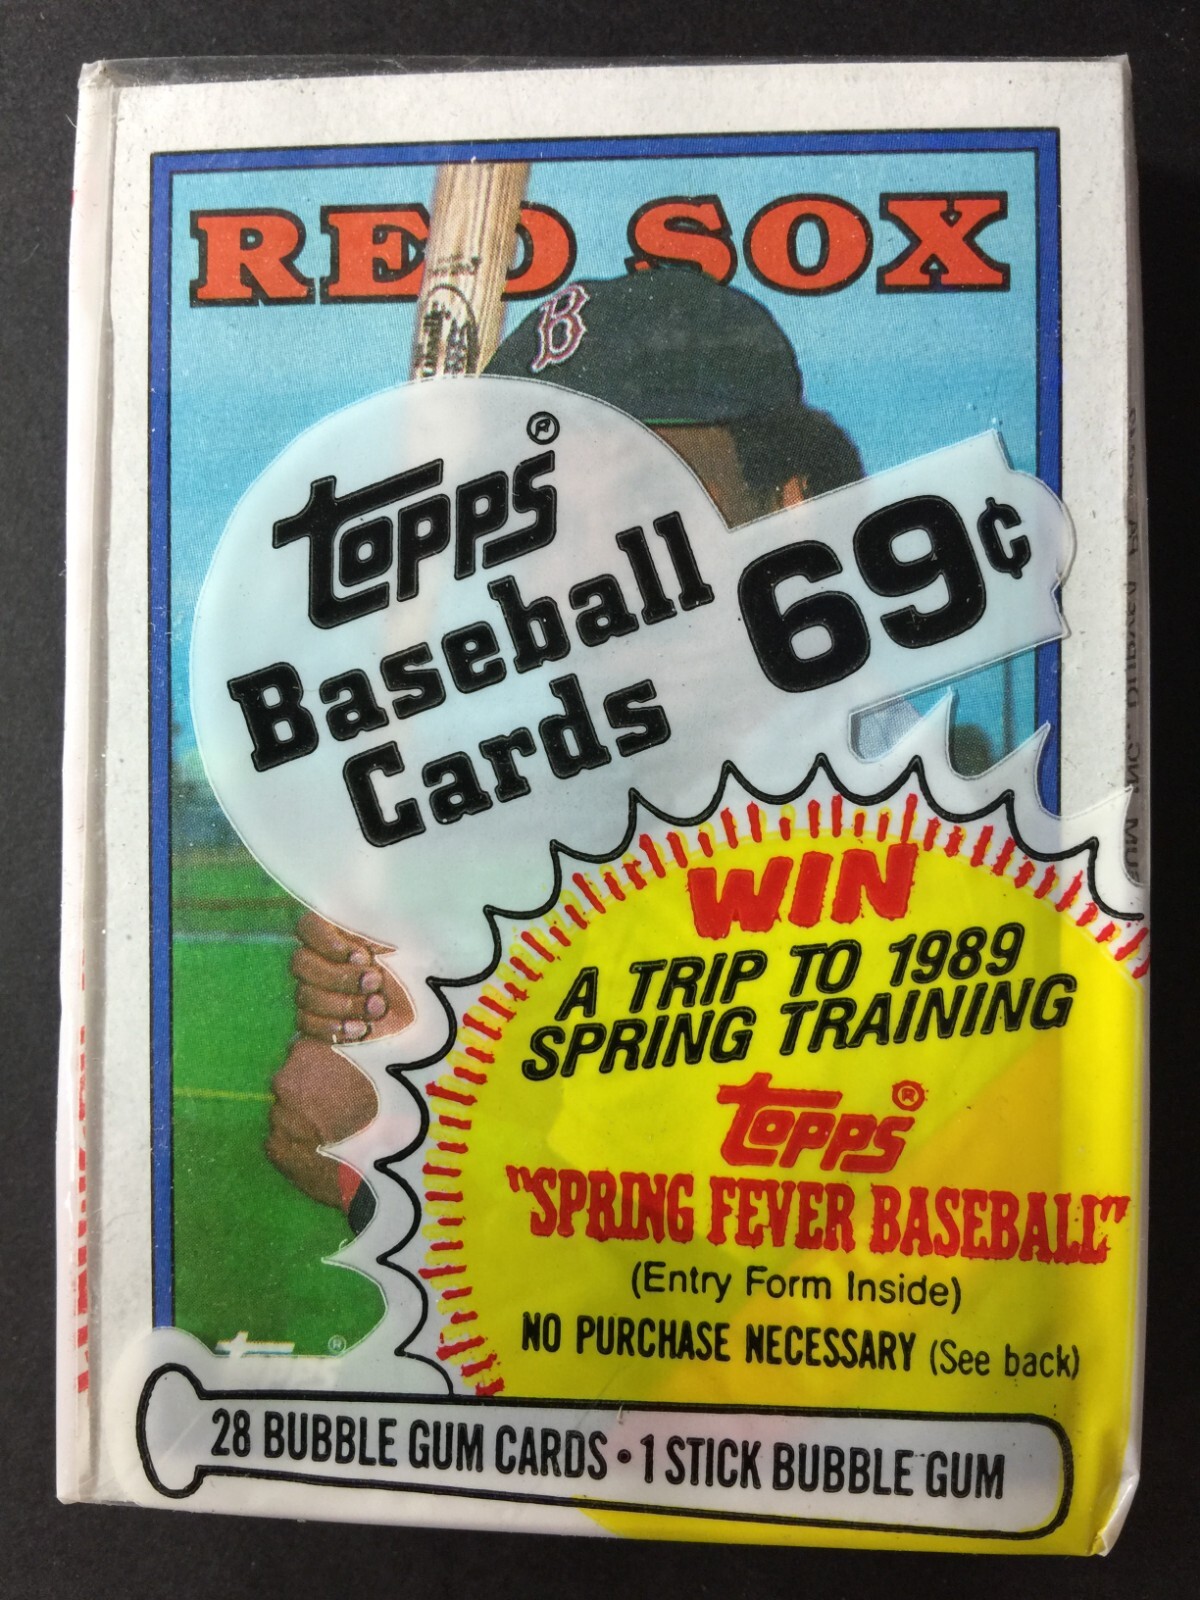 RED SOX
B
Topps®
Baseball
Cards
69¢
WIN
A TRIP TO 1989
SPRING TRAINING
Topps®
"SPRING FEVER BASEBALL"
(Entry Form Inside)
NO PURCHASE NECESSARY (See back)
28 BUBBLE GUM CARDS • 1 STICK BUBBLE GUM